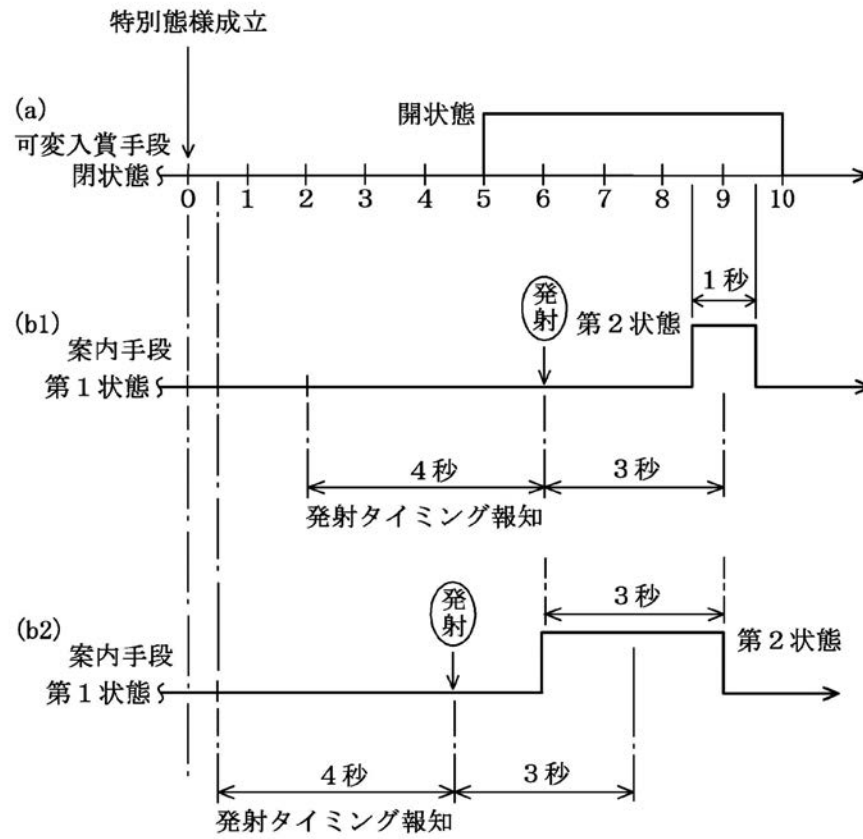 特別態様成立
(a)
可変入賞手段
開状態
閉状態
0 1 2 3 4 5 6 7 8 9 10
1秒
発射
(b1)
案内手段
第2状態
第1状態
4秒
3秒
発射タイミング報知
3秒
発射
(b2)
案内手段
第2状態
第1状態
4秒
3秒
発射タイミング報知